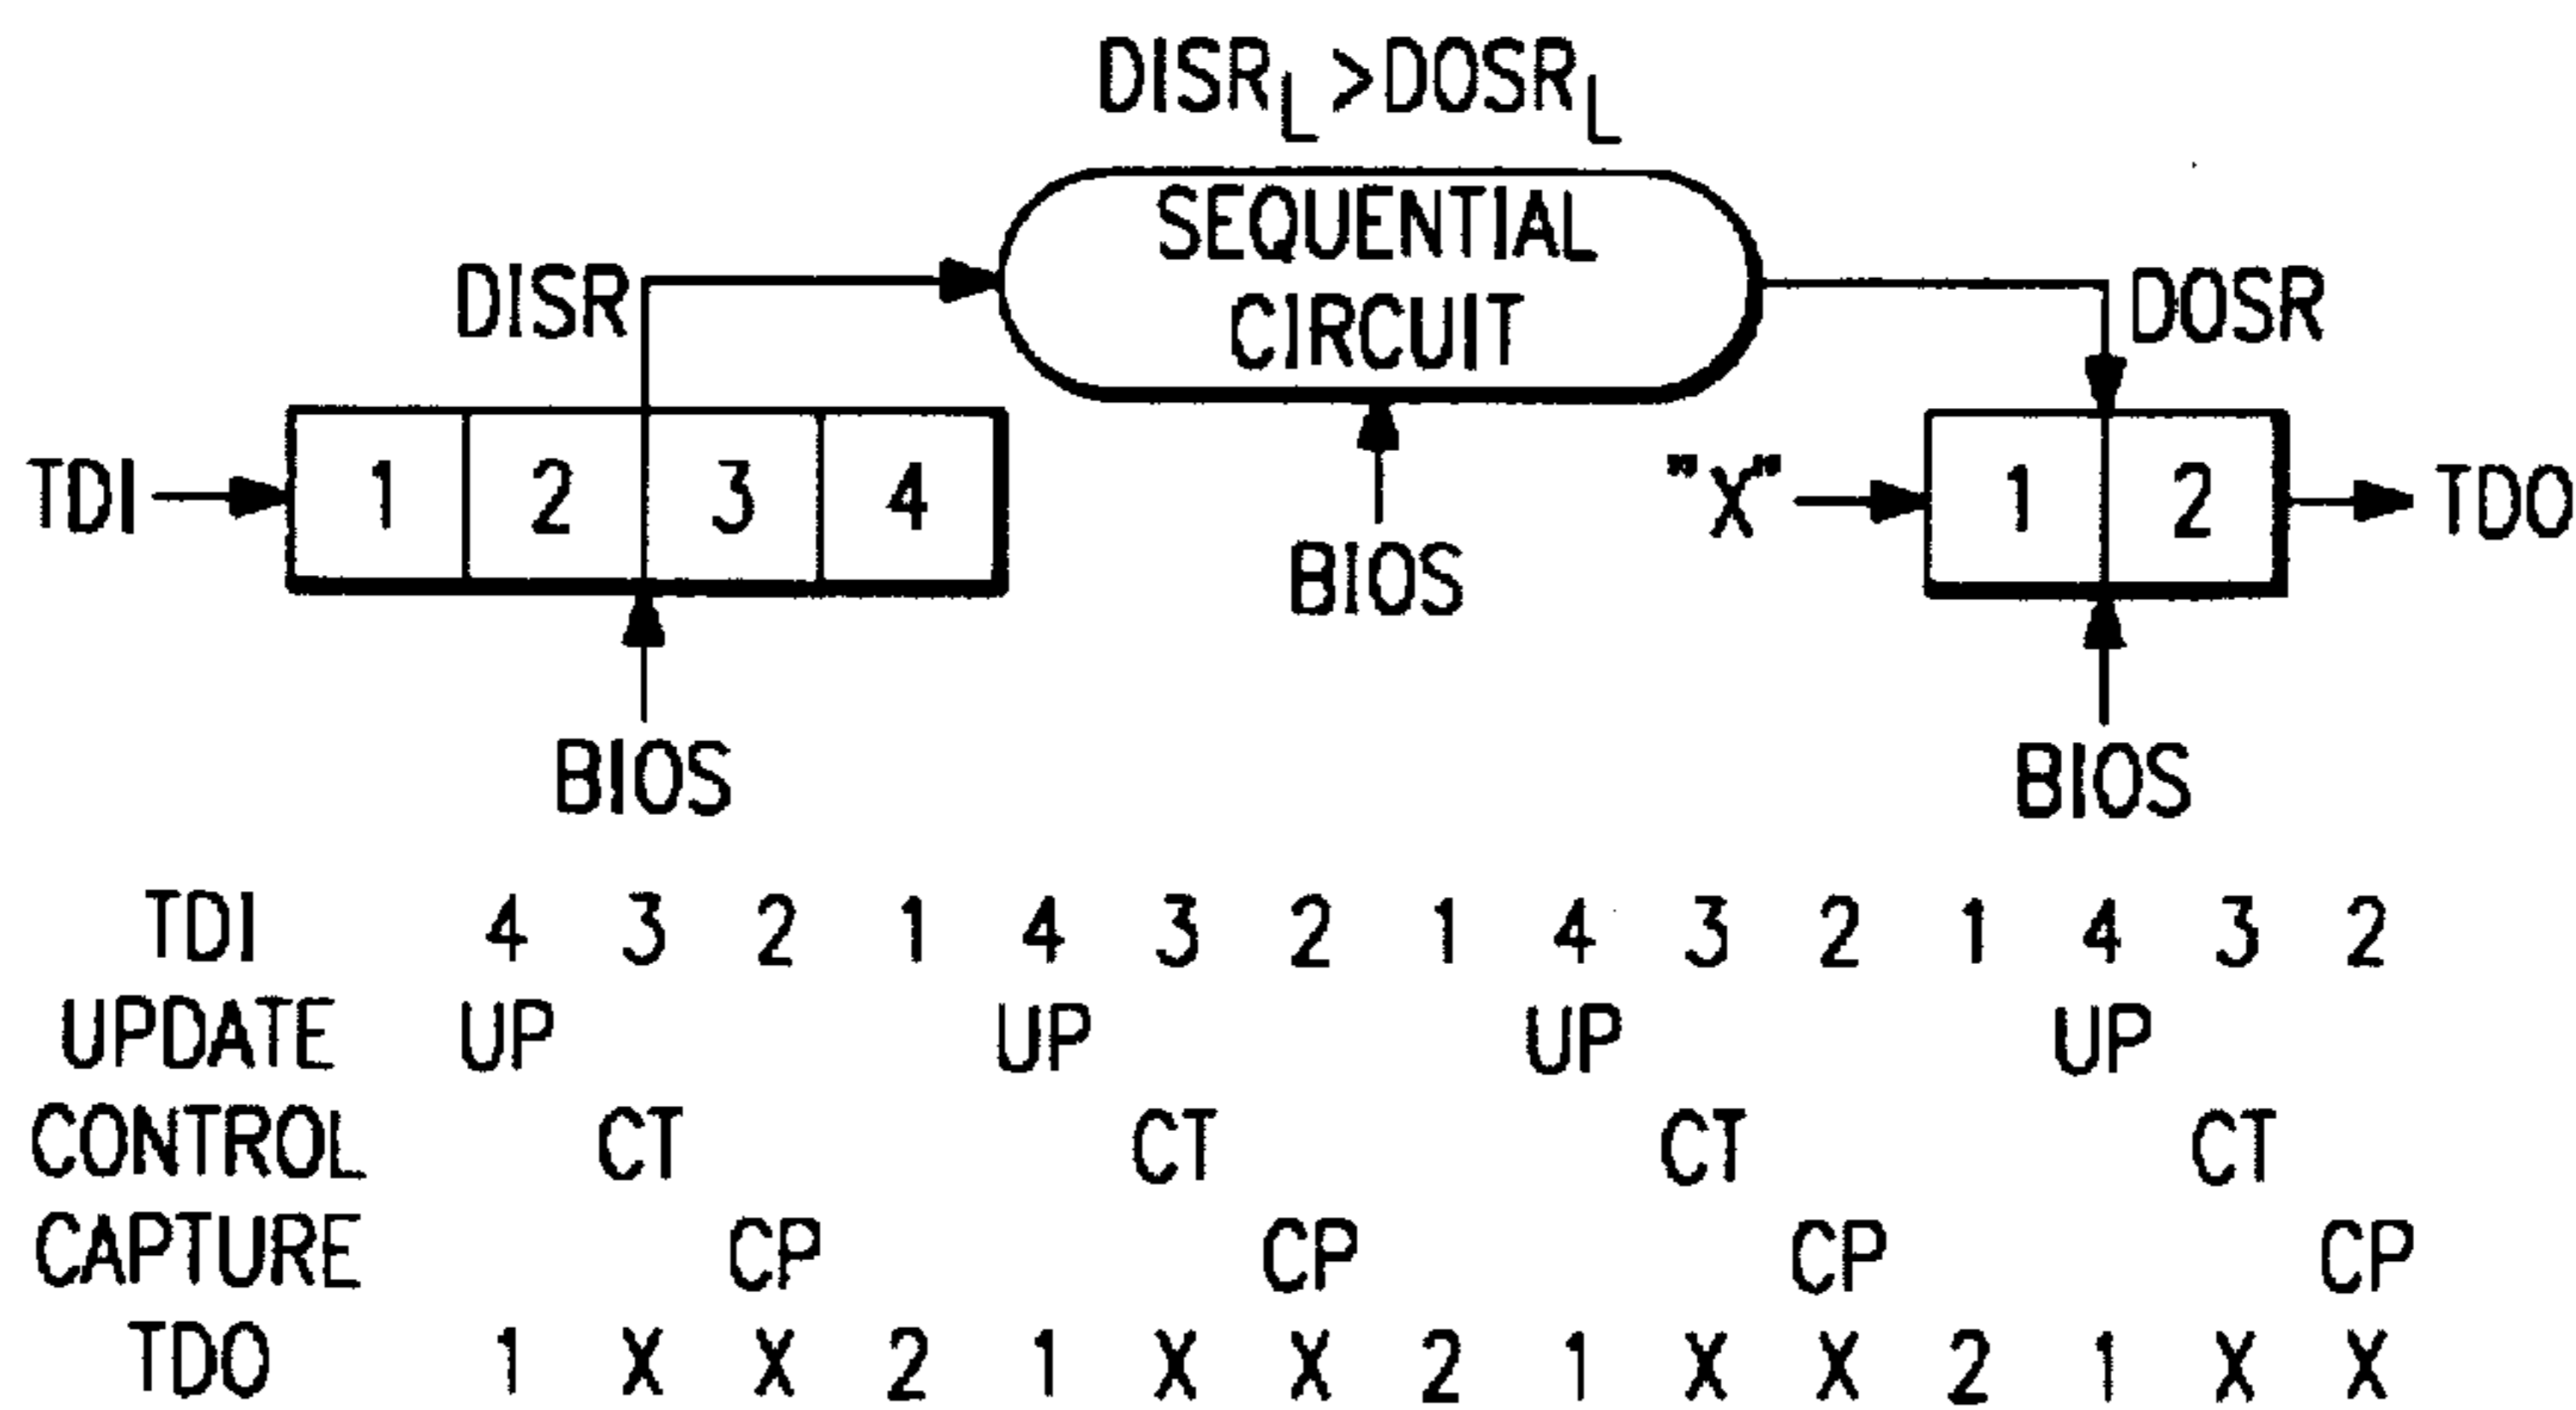 DISRL>DOSRL
SEQUENTIAL
CIRCUIT
DISR
DOSR
TDI
1 2 3 4
BIOS
"X"
1 2
TDO
BIOS
BIOS
TDI 4 3 2 1 4 3 2 1 4 3 2 1 4 3 2
UPDATE UP UP UP UP
CONTROL CT CT CT CT
CAPTURE CP CP CP CP
TDO 1 X X 2 1 X X 2 1 X X 2 1 X X